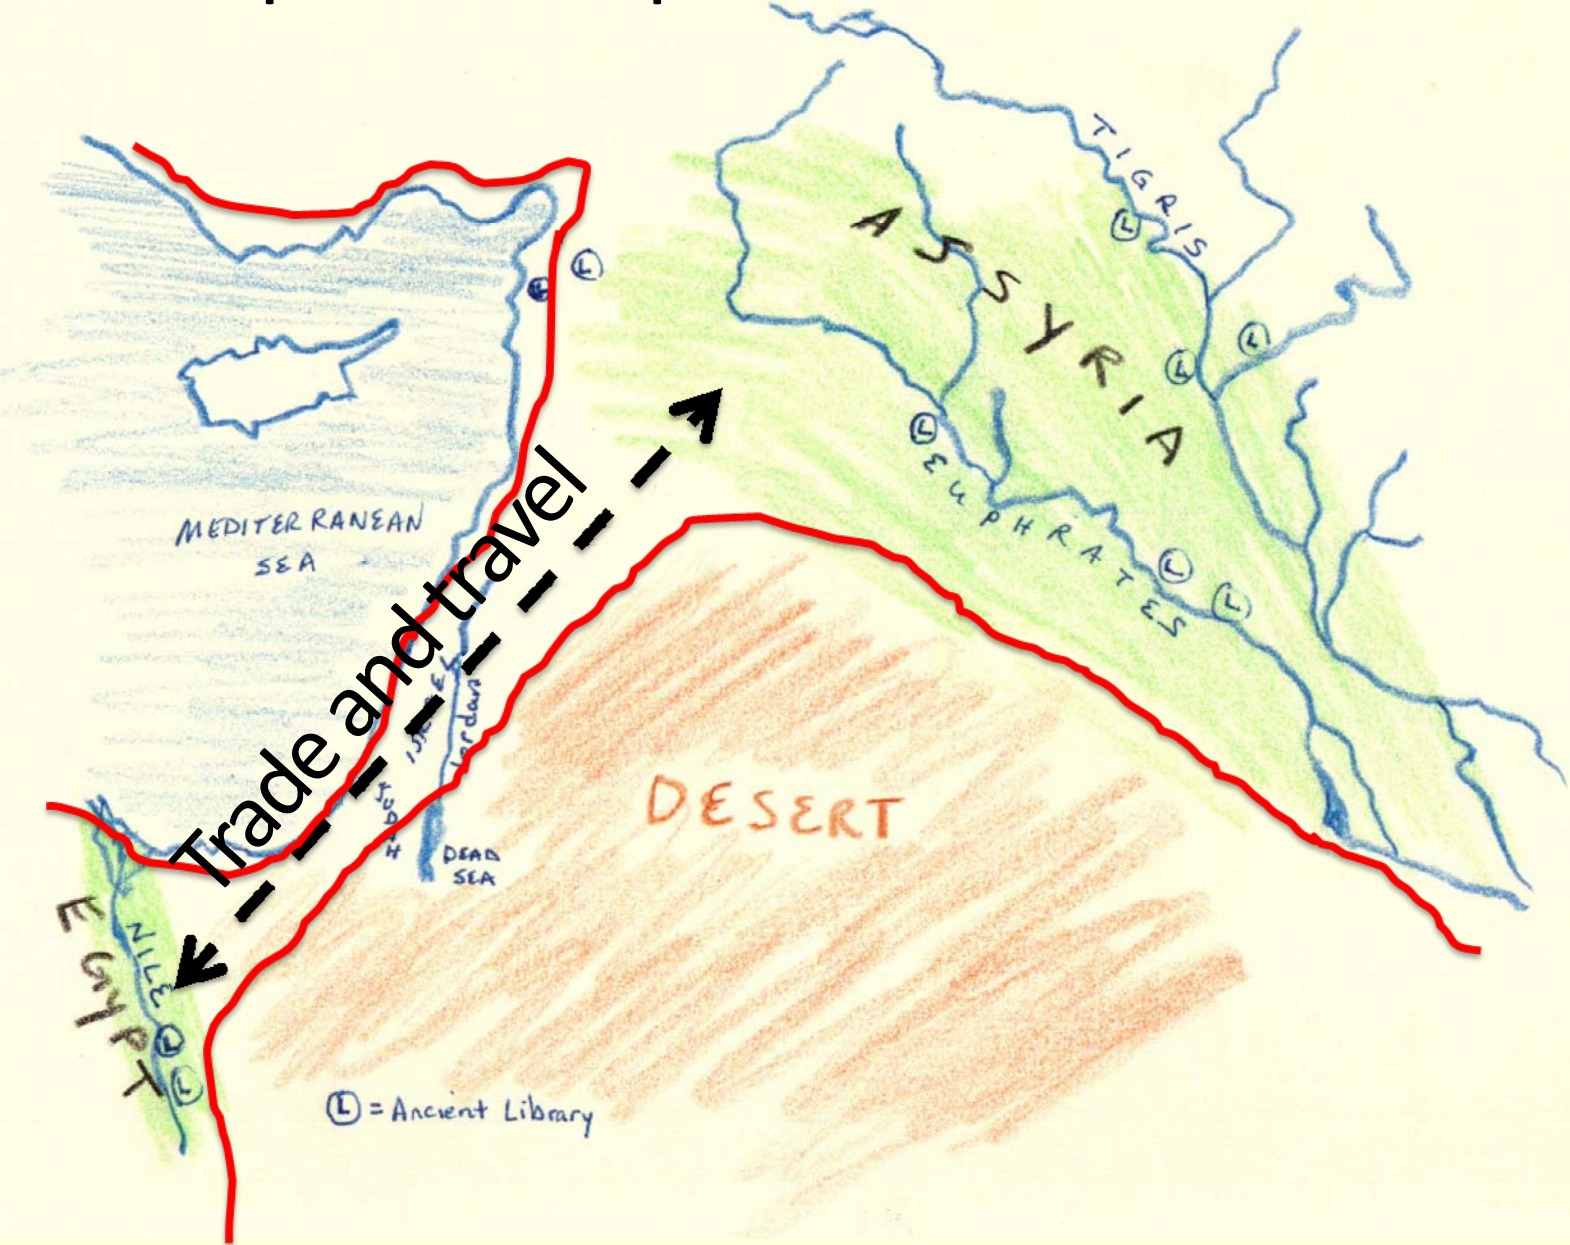 TIGRIS
ASSYRIA
L
L
L
L
L
L
EUPHRATES
L
L
L
MEDITERRANEAN
SEA
Trade and travel
ISRAEL
Jordan
JUDAH
DEAD
SEA
DESERT
EGYPT
NILE
L
L
L = Ancient Library